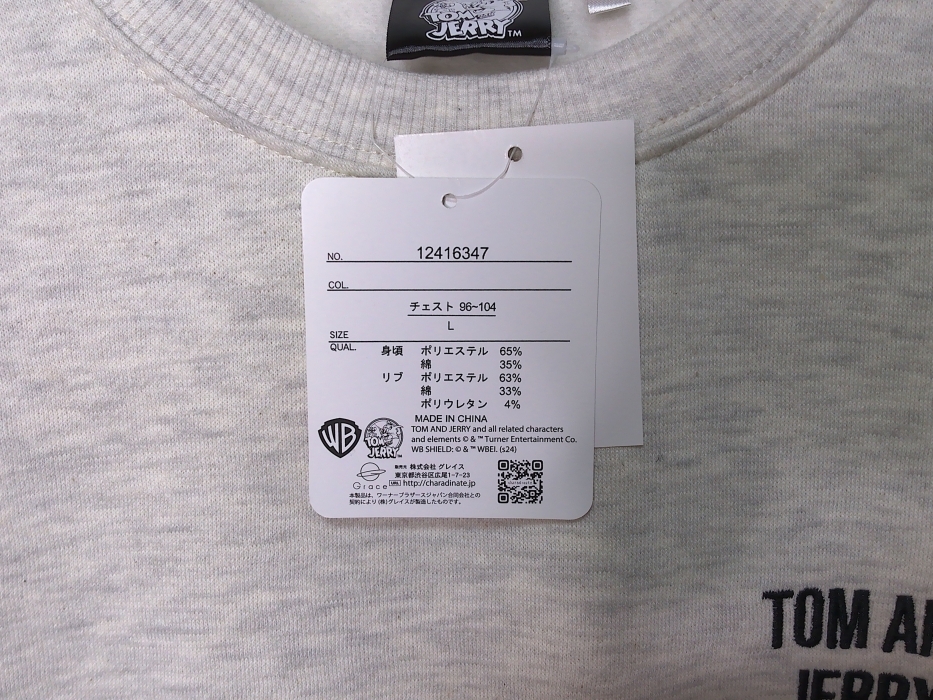 TOM AND JERRY™
NO. 12416347
COL.
チェスト 96~104
L
SIZE
QUAL. 身頃 ポリエステル 65%
綿 35%
リブ ポリエステル 63%
綿 33%
ポリウレタン 4%
MADE IN CHINA
WB TOM AND JERRY
TOM AND JERRY and all related characters
and elements © & ™ Turner Entertainment Co.
WB SHIELD: © & ™ WBEI. (s24)
Grace
発売元 株式会社 グレイス
東京都渋谷区広尾1-7-23
URL http://charadinate.jp
本製品は、ワーナーブラザースジャパン合同会社との
契約により(株)グレイスが製造したものです。
TOM A
JERRY